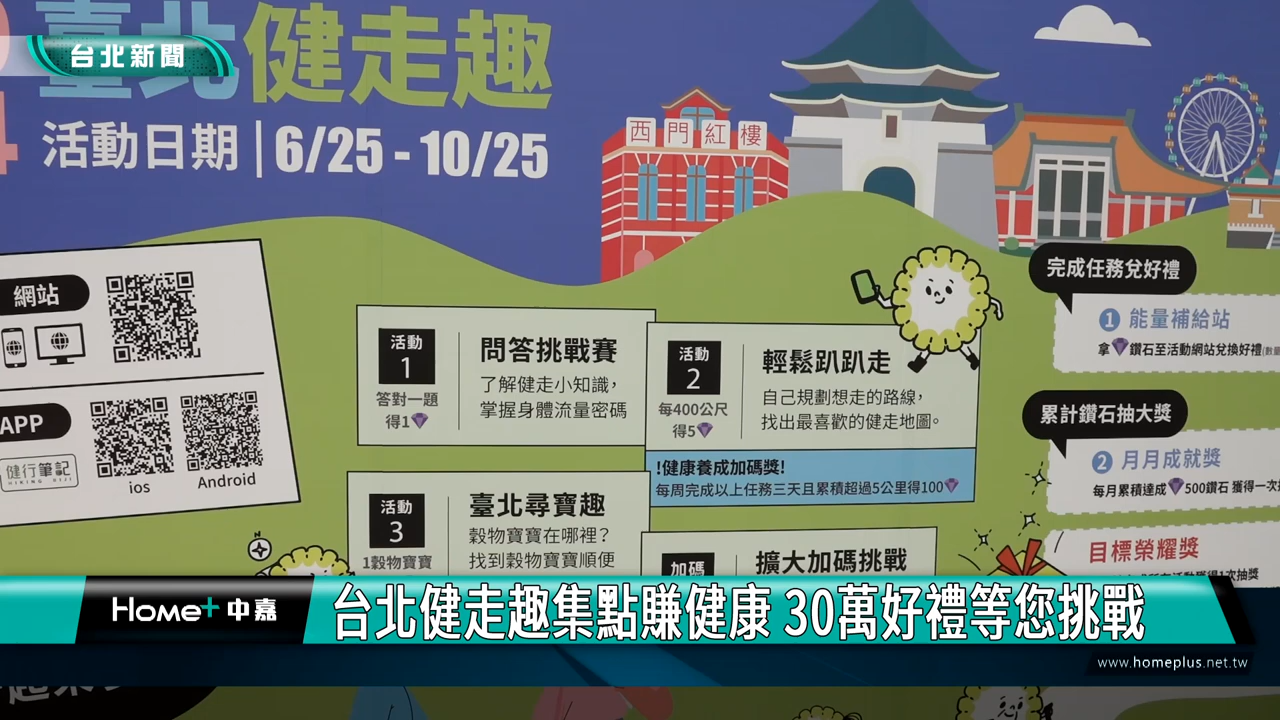 台北新聞
臺北健走趣
4
活動日期 | 6/25 - 10/25
西門紅樓
網站
APP
健行筆記
HIKING BIJI
ios
Android
活動
1
答對一題
得1
問答挑戰賽
了解健走小知識，
掌握身體流量密碼
活動
2
每400公尺
得5
輕鬆趴趴走
自己規劃想走的路線，
找出最喜歡的健走地圖。
!健康養成加碼獎!
每周完成以上任務三天且累積超過5公里得100
活動
3
1穀物寶寶
臺北尋寶趣
穀物寶寶在哪裡？
找到穀物寶寶順便
加碼
擴大加碼挑戰
完成任務兌好禮
1 能量補給站
拿鑽石至活動網站兌換好禮(數量
累計鑽石抽大獎
2 月月成就獎
每月累積達成500鑽石 獲得一次
目標榮耀獎
N
Home+ 中嘉
台北健走趣集點賺健康 30萬好禮等您挑戰
www.homeplus.net.tw